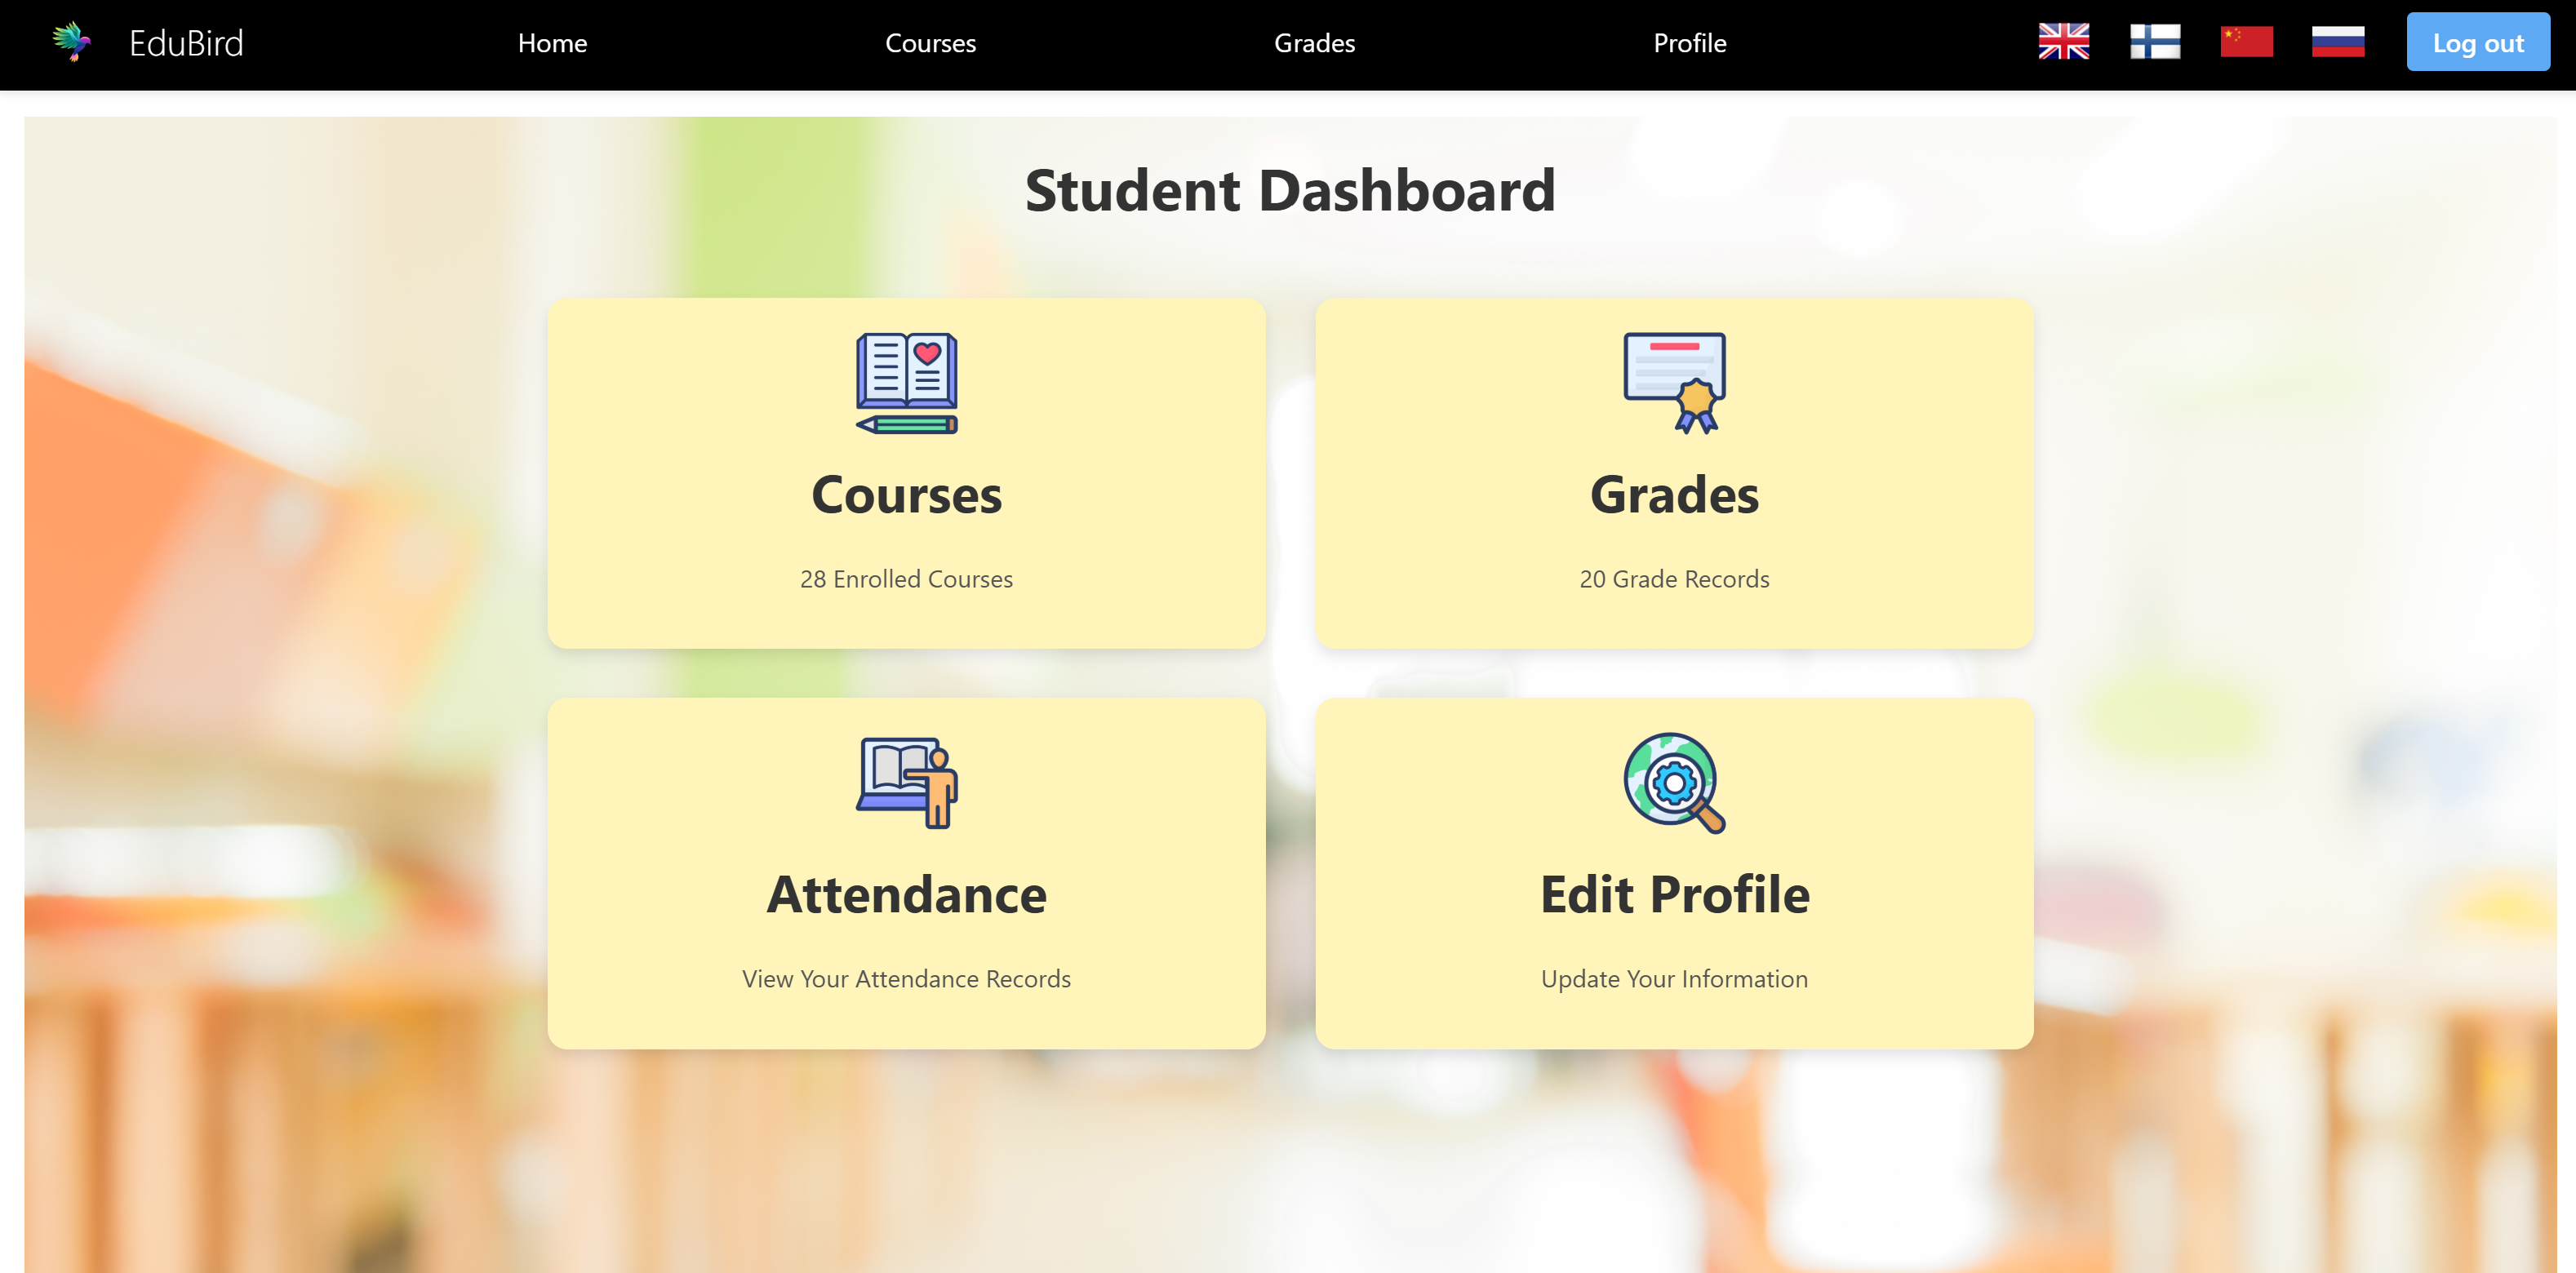 EduBird
Home
Courses
Grades
Profile
Log out
Student Dashboard
Courses
28 Enrolled Courses
Grades
20 Grade Records
Attendance
View Your Attendance Records
Edit Profile
Update Your Information